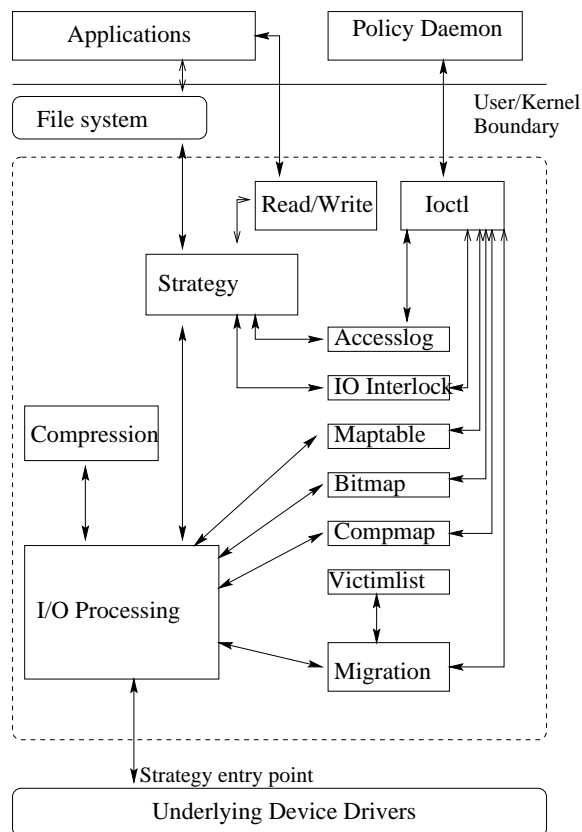 Applications
Policy Daemon
User/Kernel
Boundary
File system
Read/Write
Ioctl
Strategy
Accesslog
IO Interlock
Compression
Maptable
Bitmap
Compmap
Victimlist
I/O Processing
Migration
Strategy entry point
Underlying Device Drivers